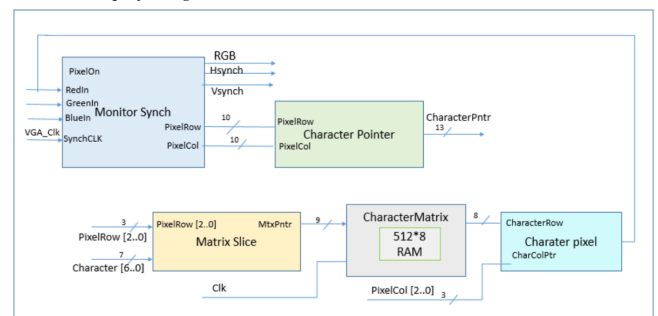 RGB
PixelOn
Hsynch
RedIn
Vsynch
GreenIn
Monitor Synch
BlueIn
VGA_Clk
SynchCLK
PixelRow
10
PixelRow
CharacterPntr
Character Pointer
13
PixelCol
10
PixelCol
3
PixelRow [2..0]
PixelRow [2..0]
MtxPntr
9
CharacterMatrix
8
CharacterRow
512*8
RAM
Matrix Slice
Charater pixel
7
Character [6..0]
CharColPtr
Clk
PixelCol [2..0]
3